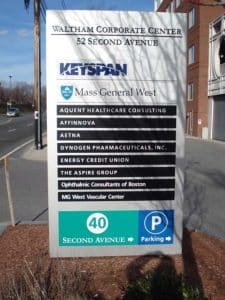 WALTHAM CORPORATE CENTER
52 SECOND AVENUE
KEYSPAN
Mass General West
AQUENT HEALTHCARE CONSULTING
AFFINNOVA
AETNA
DYNOGEN PHARMACEUTICALS, INC.
ENERGY CREDIT UNION
THE ASPIRE GROUP
Ophthalmic Consultants of Boston
MG West Vascular Center
40
SECOND AVENUE
P
Parking